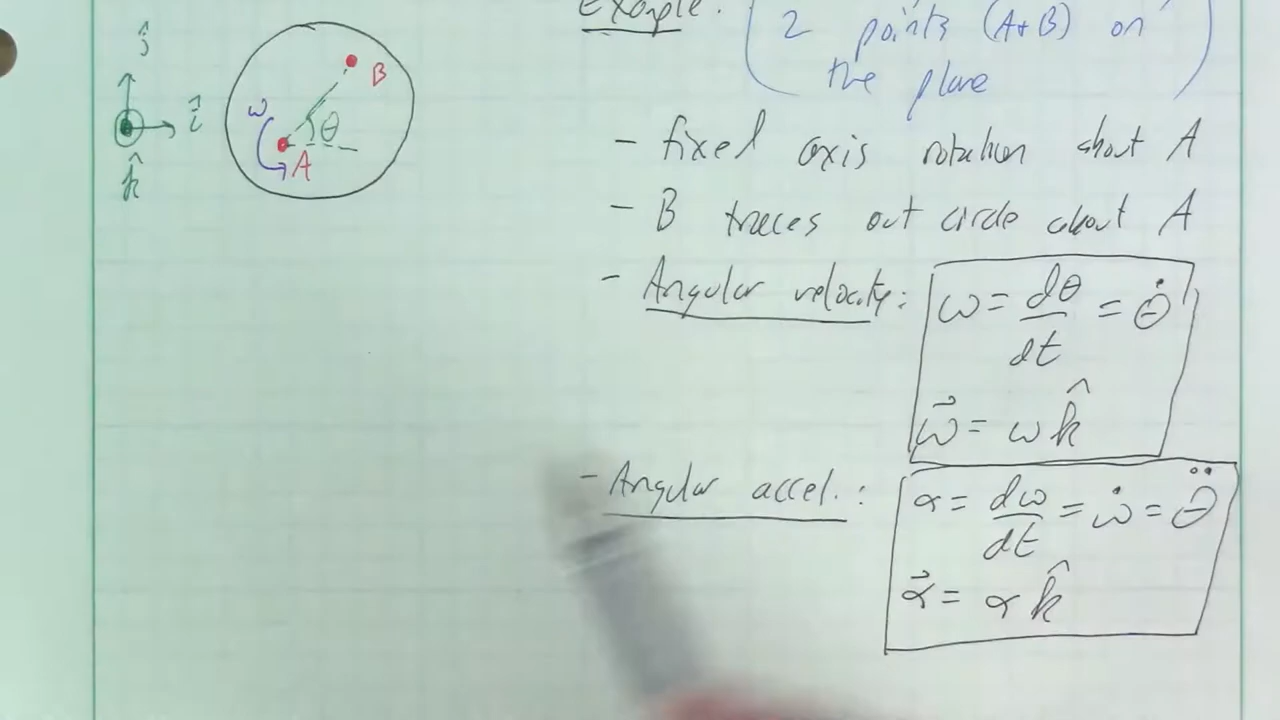 ĵ
î
k̂
ω
θ
A
B
Example:
2 points (A+B) on
the plane
- fixed axis rotation about A
- B traces out circle about A
- Angular velocity: ω = dθ/dt = θ̇
ω⃗ = ω k̂
- Angular accel.: α = dω/dt = ω̇ = θ̈
α⃗ = α k̂